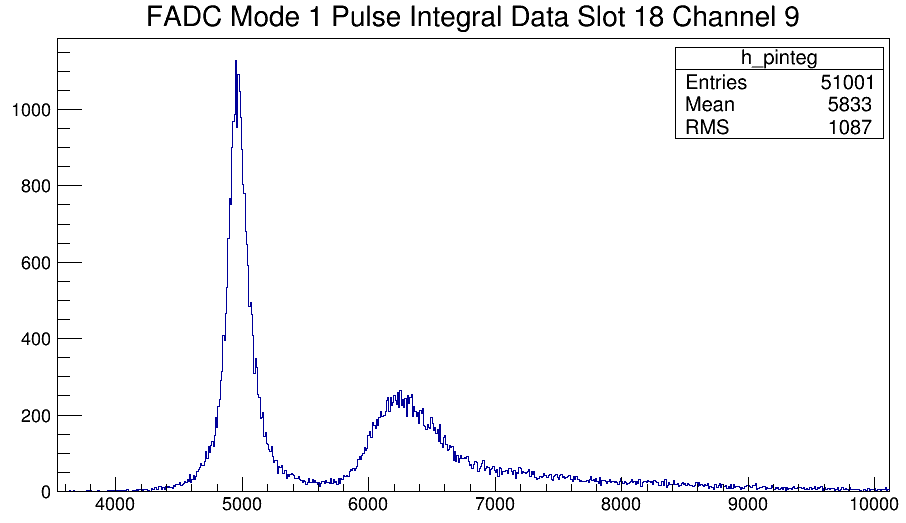 FADC Mode 1 Pulse Integral Data Slot 18 Channel 9
h_pinteg
Entries 51001
Mean 5833
RMS 1087
1000
800
600
400
200
0
4000 5000 6000 7000 8000 9000 10000